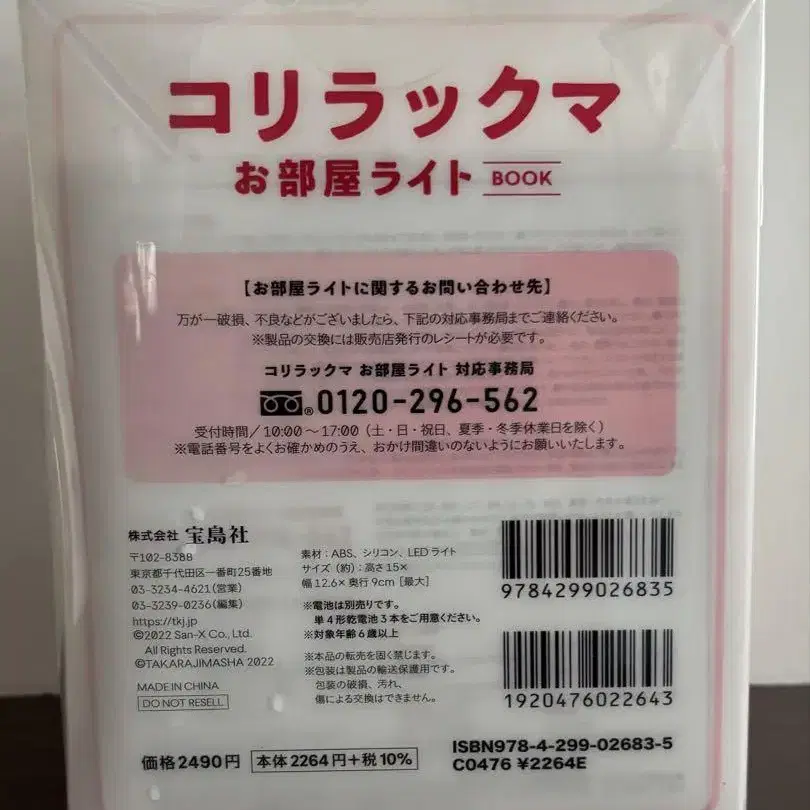 コリラックマ
お部屋ライト BOOK
【お部屋ライトに関するお問い合わせ先】
万が一破損、不良などがございましたら、下記の対応事務局までご連絡ください。
※製品の交換には販売店発行のレシートが必要です。
コリラックマ お部屋ライト 対応事務局
®0120-296-562
受付時間/10:00〜17:00(土・日・祝日、夏季・冬季休業日を除く)
※電話番号をよくお確かめのうえ、おかけ間違いのないようにお願いいたします。
株式会社 宝島社
〒102-8388
東京都千代田区一番町25番地
03-3234-4621(営業)
03-3239-0236(編集)
https://tkj.jp
©2022 San-X Co., Ltd.
All Rights Reserved.
©TAKARAJIMASHA 2022
MADE IN CHINA
DO NOT RESELL
素材:ABS、シリコン、LEDライト
サイズ(約):高さ15×
幅12.6×奥行9cm[最大]
※電池は別売りです。
単4形乾電池3本をご用意ください。
※対象年齢6歳以上
※本品の転売を固く禁じます。
※包装は製品の輸送保護用です。
包装の破損、汚れ、
傷による交換はできません。
9784299026835
1920476022643
価格2490円 本体2264円+税10%
ISBN978-4-299-02683-5
C0476 ¥2264E